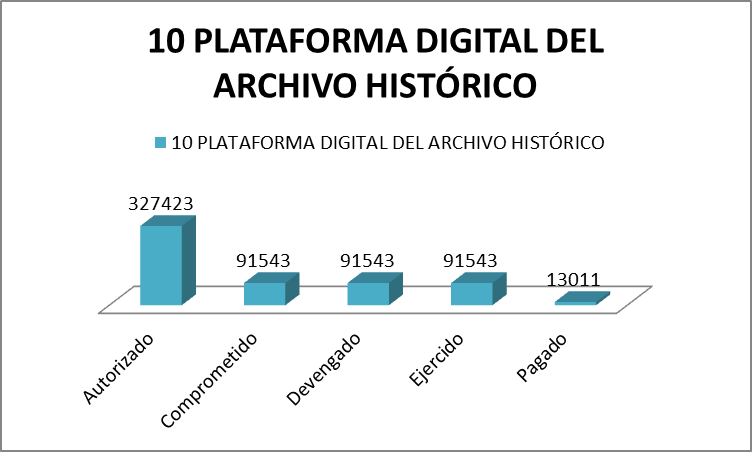 10 PLATAFORMA DIGITAL DEL
ARCHIVO HISTÓRICO
10 PLATAFORMA DIGITAL DEL ARCHIVO HISTÓRICO
327423
91543
91543
91543
13011
Autorizado
Comprometido
Devengado
Ejercido
Pagado